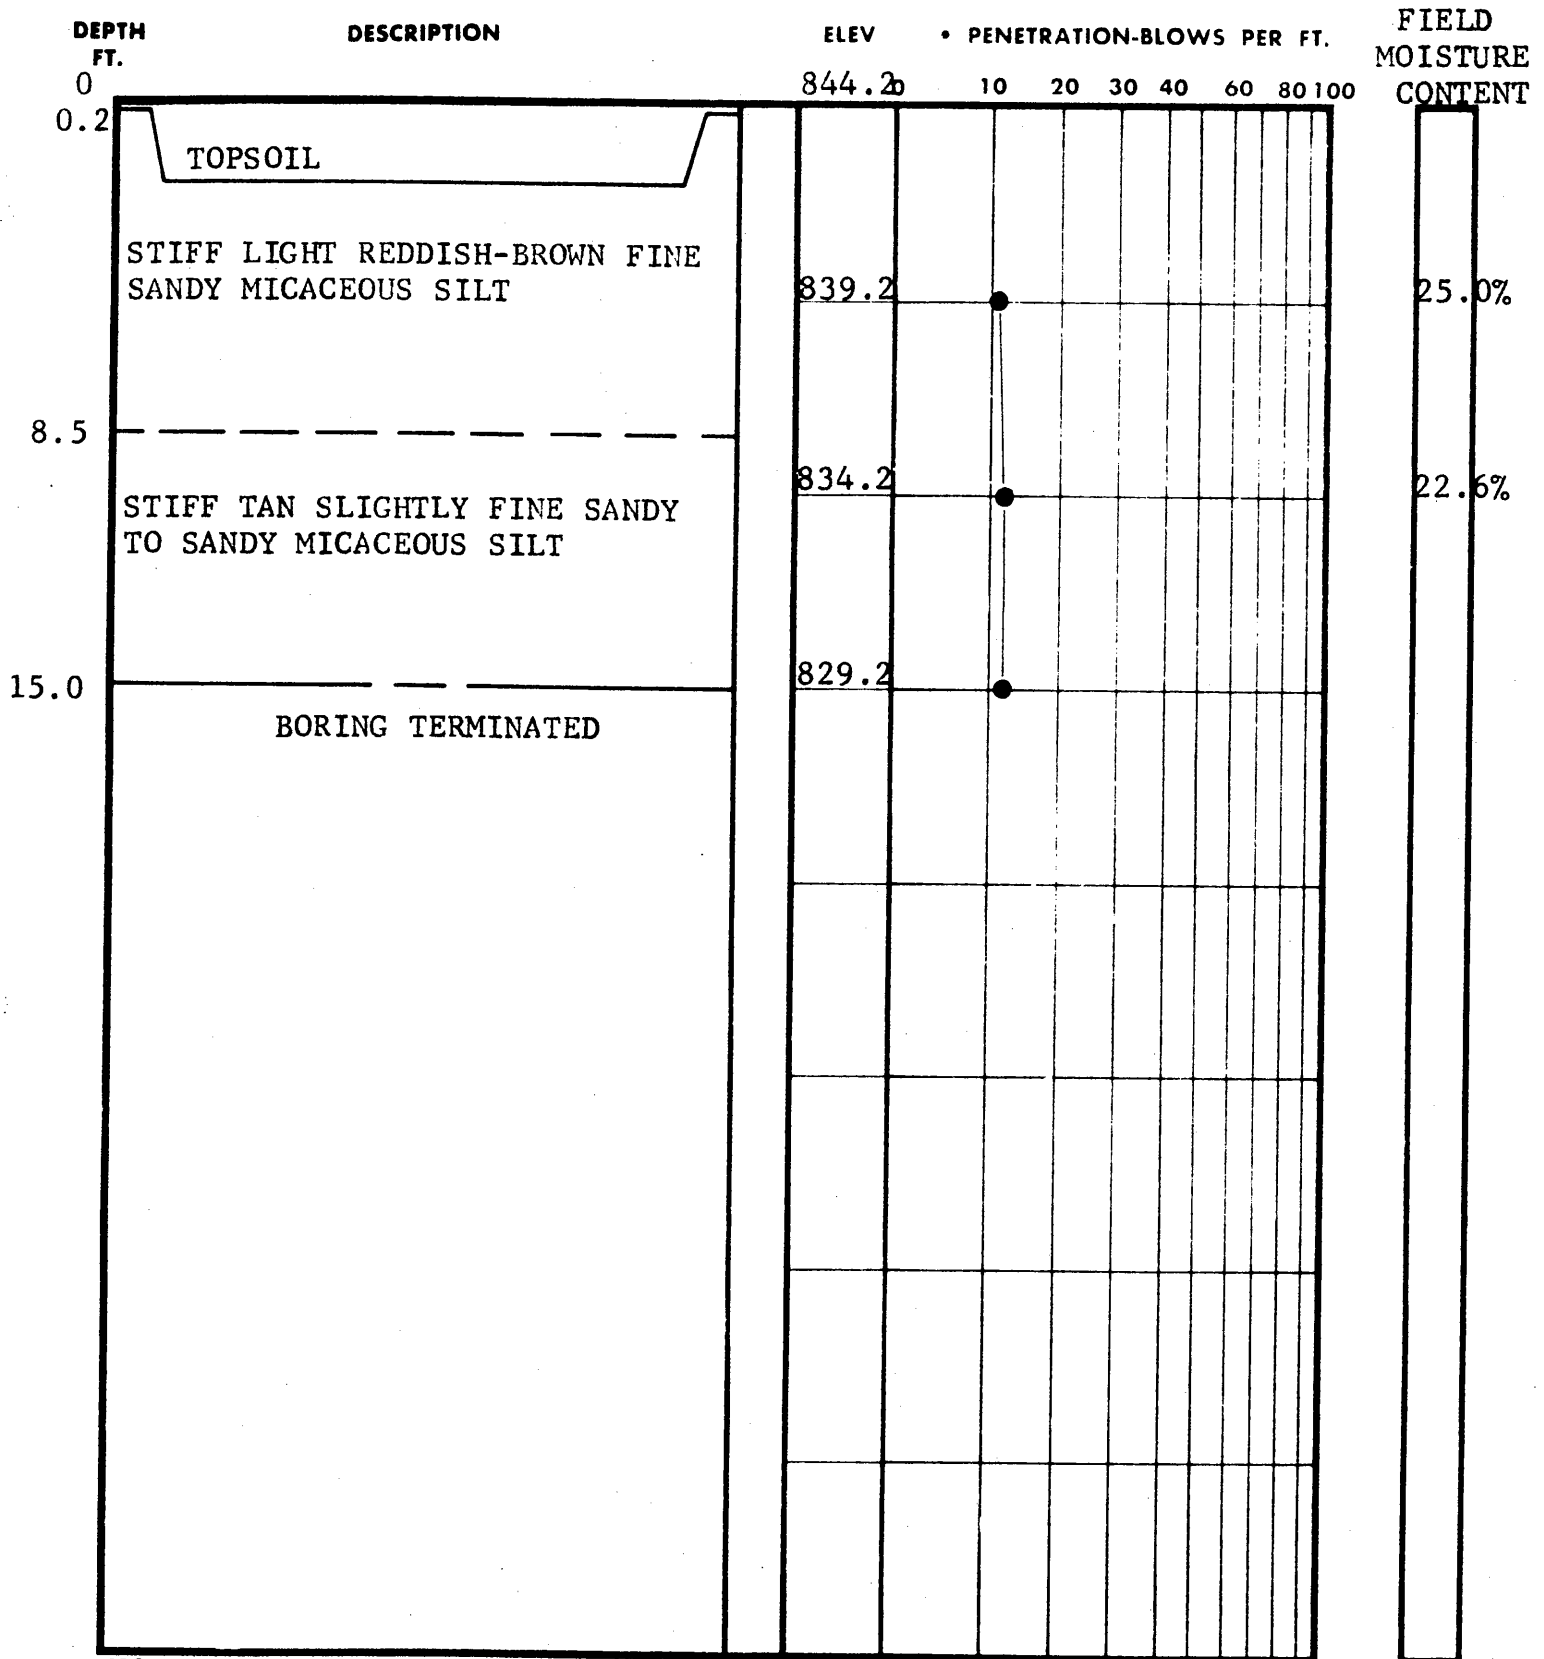 DEPTH FT. DESCRIPTION ELEV • PENETRATION-BLOWS PER FT. FIELD MOISTURE CONTENT
0 844.2 0 10 20 30 40 60 80 100
0.2
TOPSOIL
STIFF LIGHT REDDISH-BROWN FINE
SANDY MICACEOUS SILT 839.2 25.0%
8.5
834.2 22.6%
STIFF TAN SLIGHTLY FINE SANDY
TO SANDY MICACEOUS SILT
15.0 829.2
BORING TERMINATED